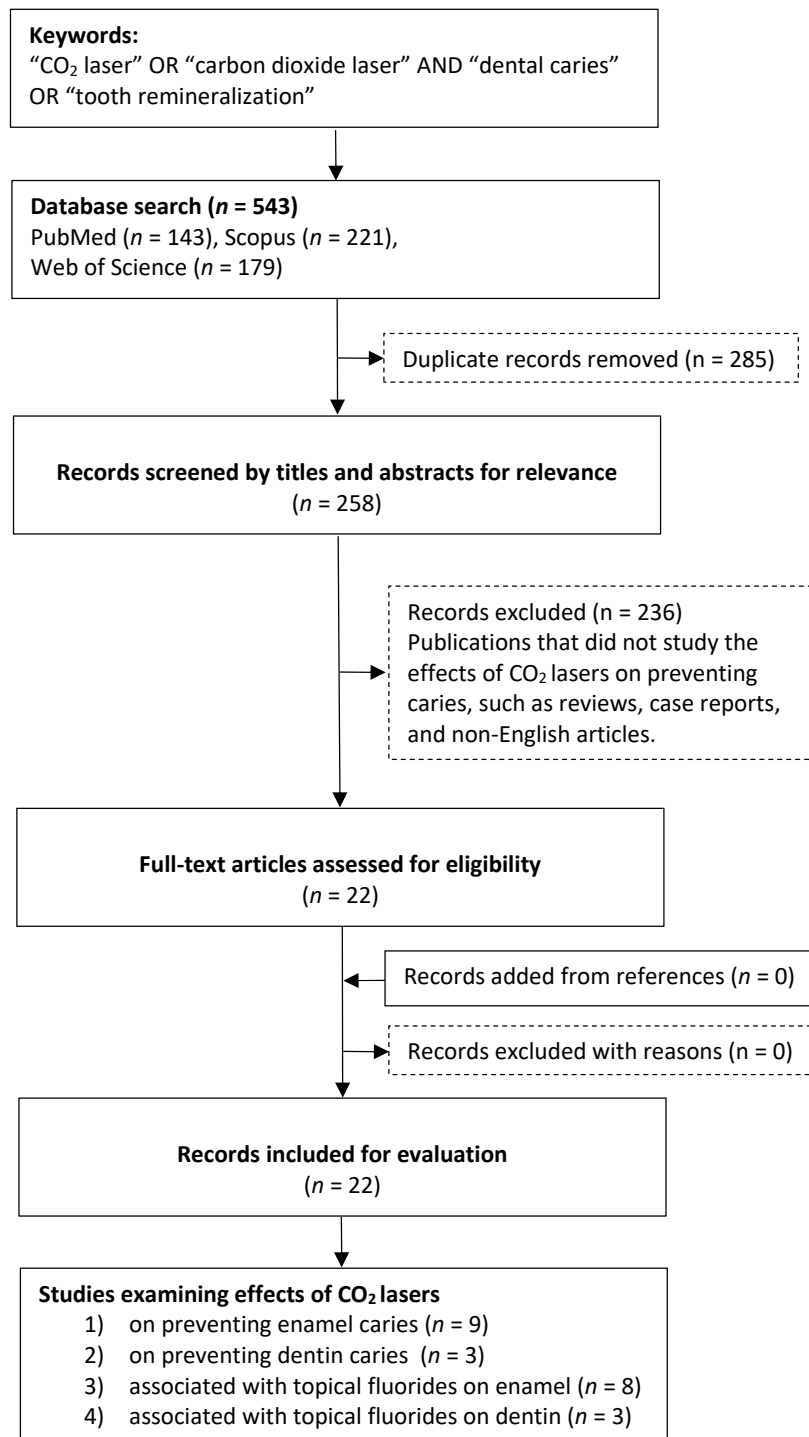 Keywords:
“CO₂ laser” OR “carbon dioxide laser” AND “dental caries”
OR “tooth remineralization”
Database search (n = 543)
PubMed (n = 143), Scopus (n = 221),
Web of Science (n = 179)
Duplicate records removed (n = 285)
Records screened by titles and abstracts for relevance
(n = 258)
Records excluded (n = 236)
Publications that did not study the
effects of CO₂ lasers on preventing
caries, such as reviews, case reports,
and non-English articles.
Full-text articles assessed for eligibility
(n = 22)
Records added from references (n = 0)
Records excluded with reasons (n = 0)
Records included for evaluation
(n = 22)
Studies examining effects of CO₂ lasers
1) on preventing enamel caries (n = 9)
2) on preventing dentin caries (n = 3)
3) associated with topical fluorides on enamel (n = 8)
4) associated with topical fluorides on dentin (n = 3)